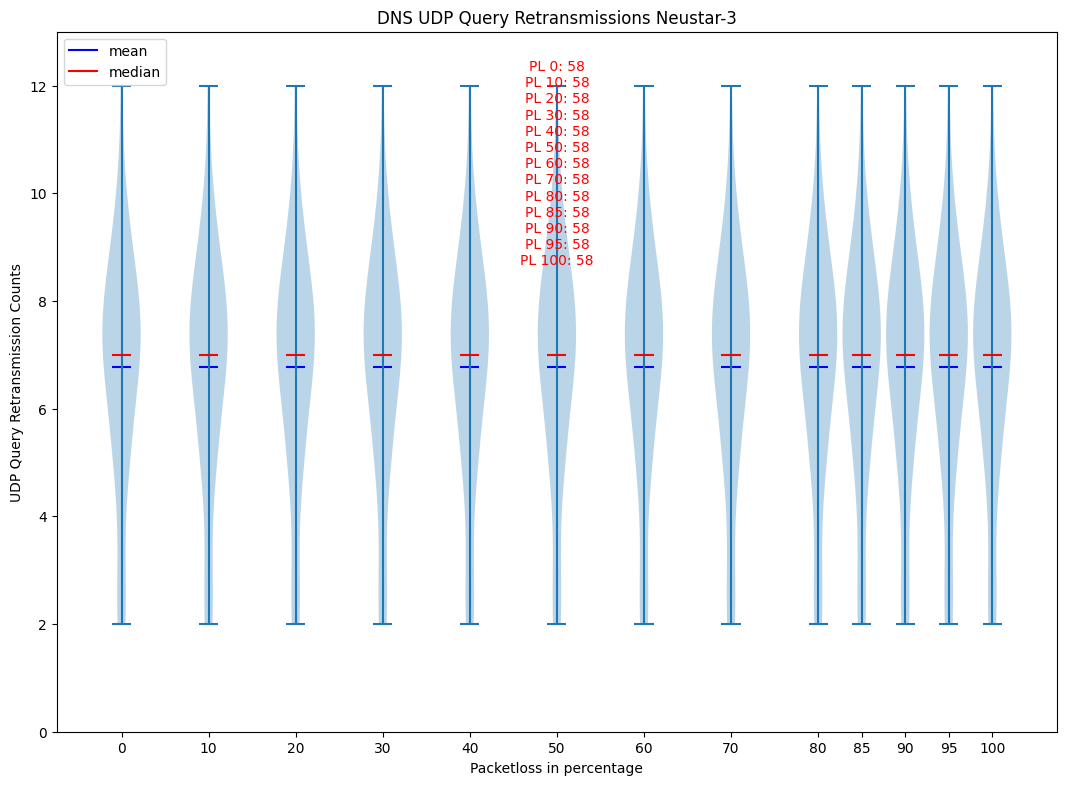 DNS UDP Query Retransmissions Neustar-3
mean
median
PL 0: 58
PL 10: 58
PL 20: 58
PL 30: 58
PL 40: 58
PL 50: 58
PL 60: 58
PL 70: 58
PL 80: 58
PL 85: 58
PL 90: 58
PL 95: 58
PL 100: 58
UDP Query Retransmission Counts
12
10
8
6
4
2
0
0 10 20 30 40 50 60 70 80 85 90 95 100
Packetloss in percentage